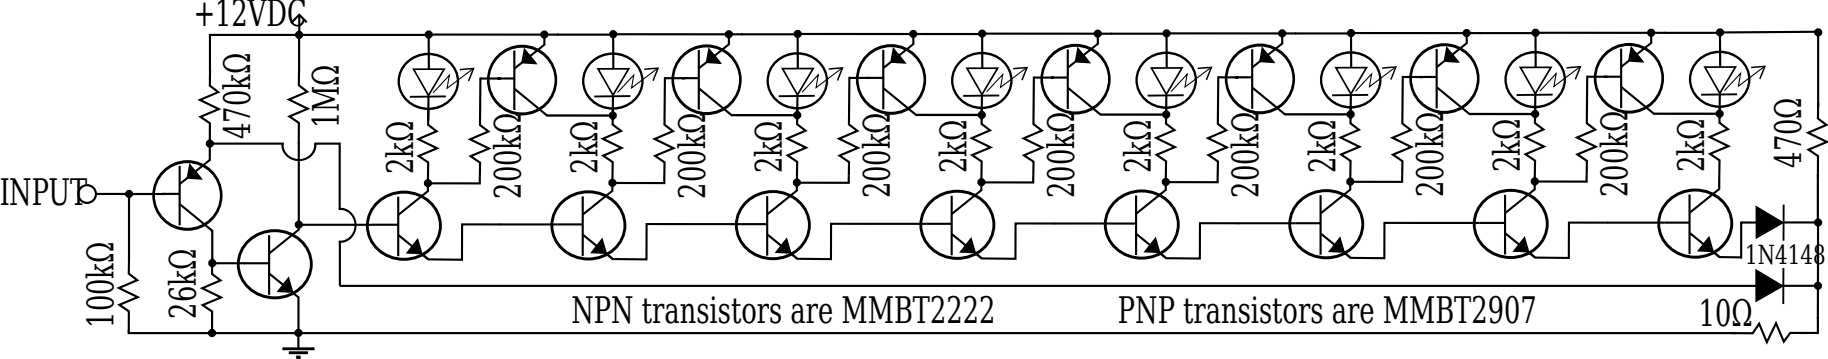 +12VDC
470kΩ
1MΩ
2kΩ
200kΩ
2kΩ
200kΩ
2kΩ
200kΩ
2kΩ
200kΩ
2kΩ
200kΩ
2kΩ
200kΩ
2kΩ
200kΩ
2kΩ
470Ω
INPUT
100kΩ
26kΩ
1N4148
NPN transistors are MMBT2222
PNP transistors are MMBT2907
10Ω